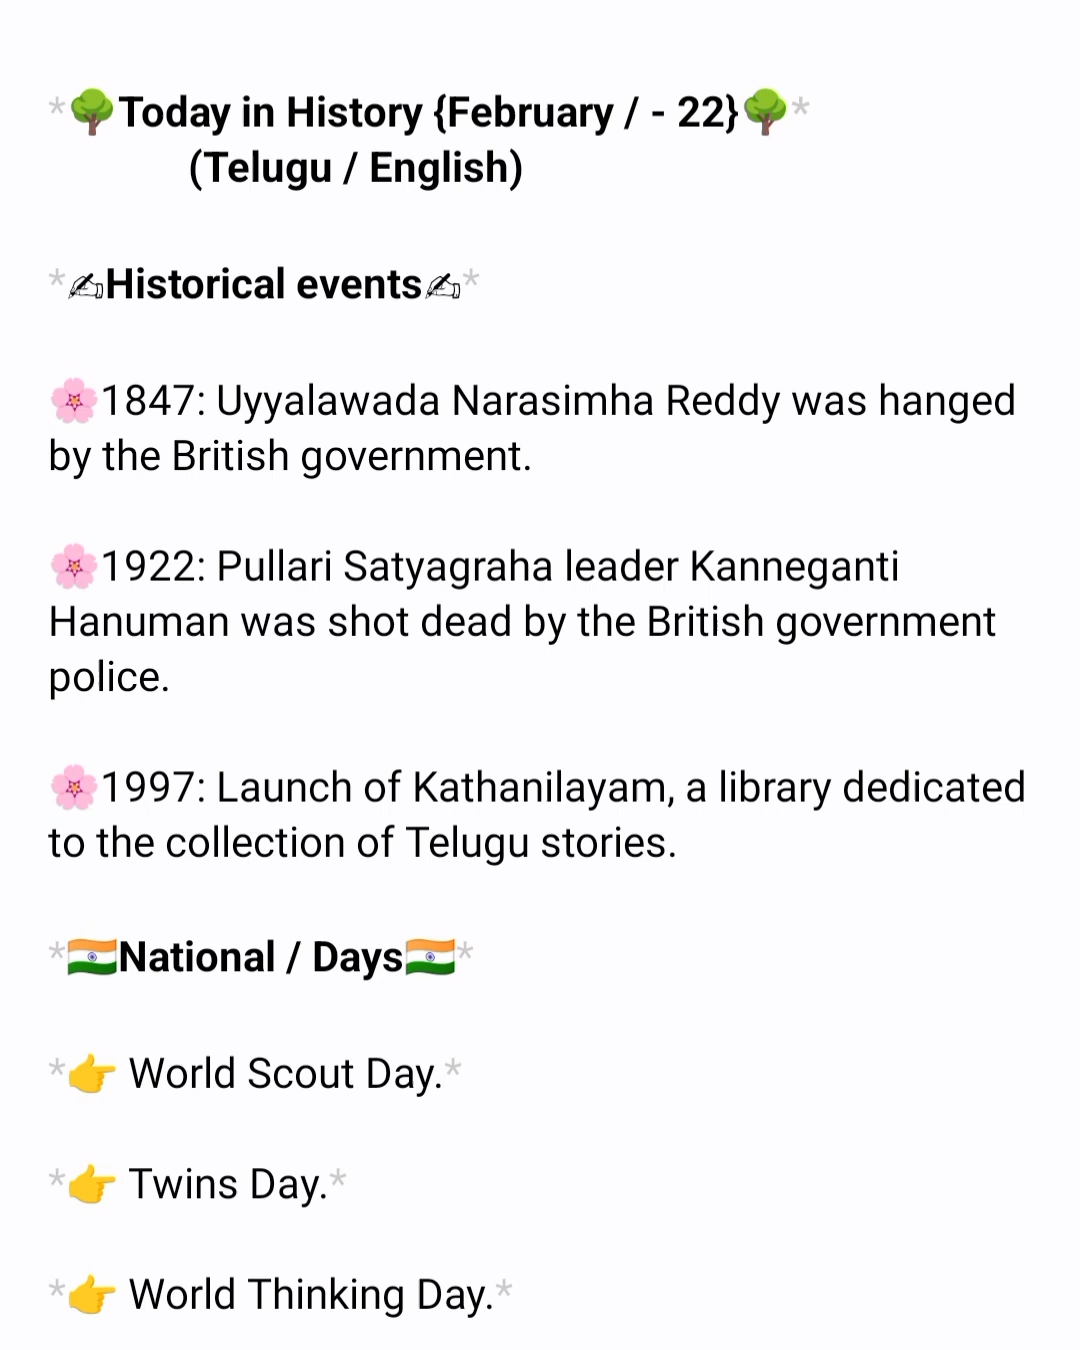 *🌳Today in History {February / - 22}🌳*
(Telugu / English)
*✍Historical events✍*
🌸1847: Uyyalawada Narasimha Reddy was hanged
by the British government.
🌸1922: Pullari Satyagraha leader Kanneganti
Hanuman was shot dead by the British government
police.
🌸1997: Launch of Kathanilayam, a library dedicated
to the collection of Telugu stories.
*🇮🇳National / Days🇮🇳*
*👉 World Scout Day.*
*👉 Twins Day.*
*👉 World Thinking Day.*